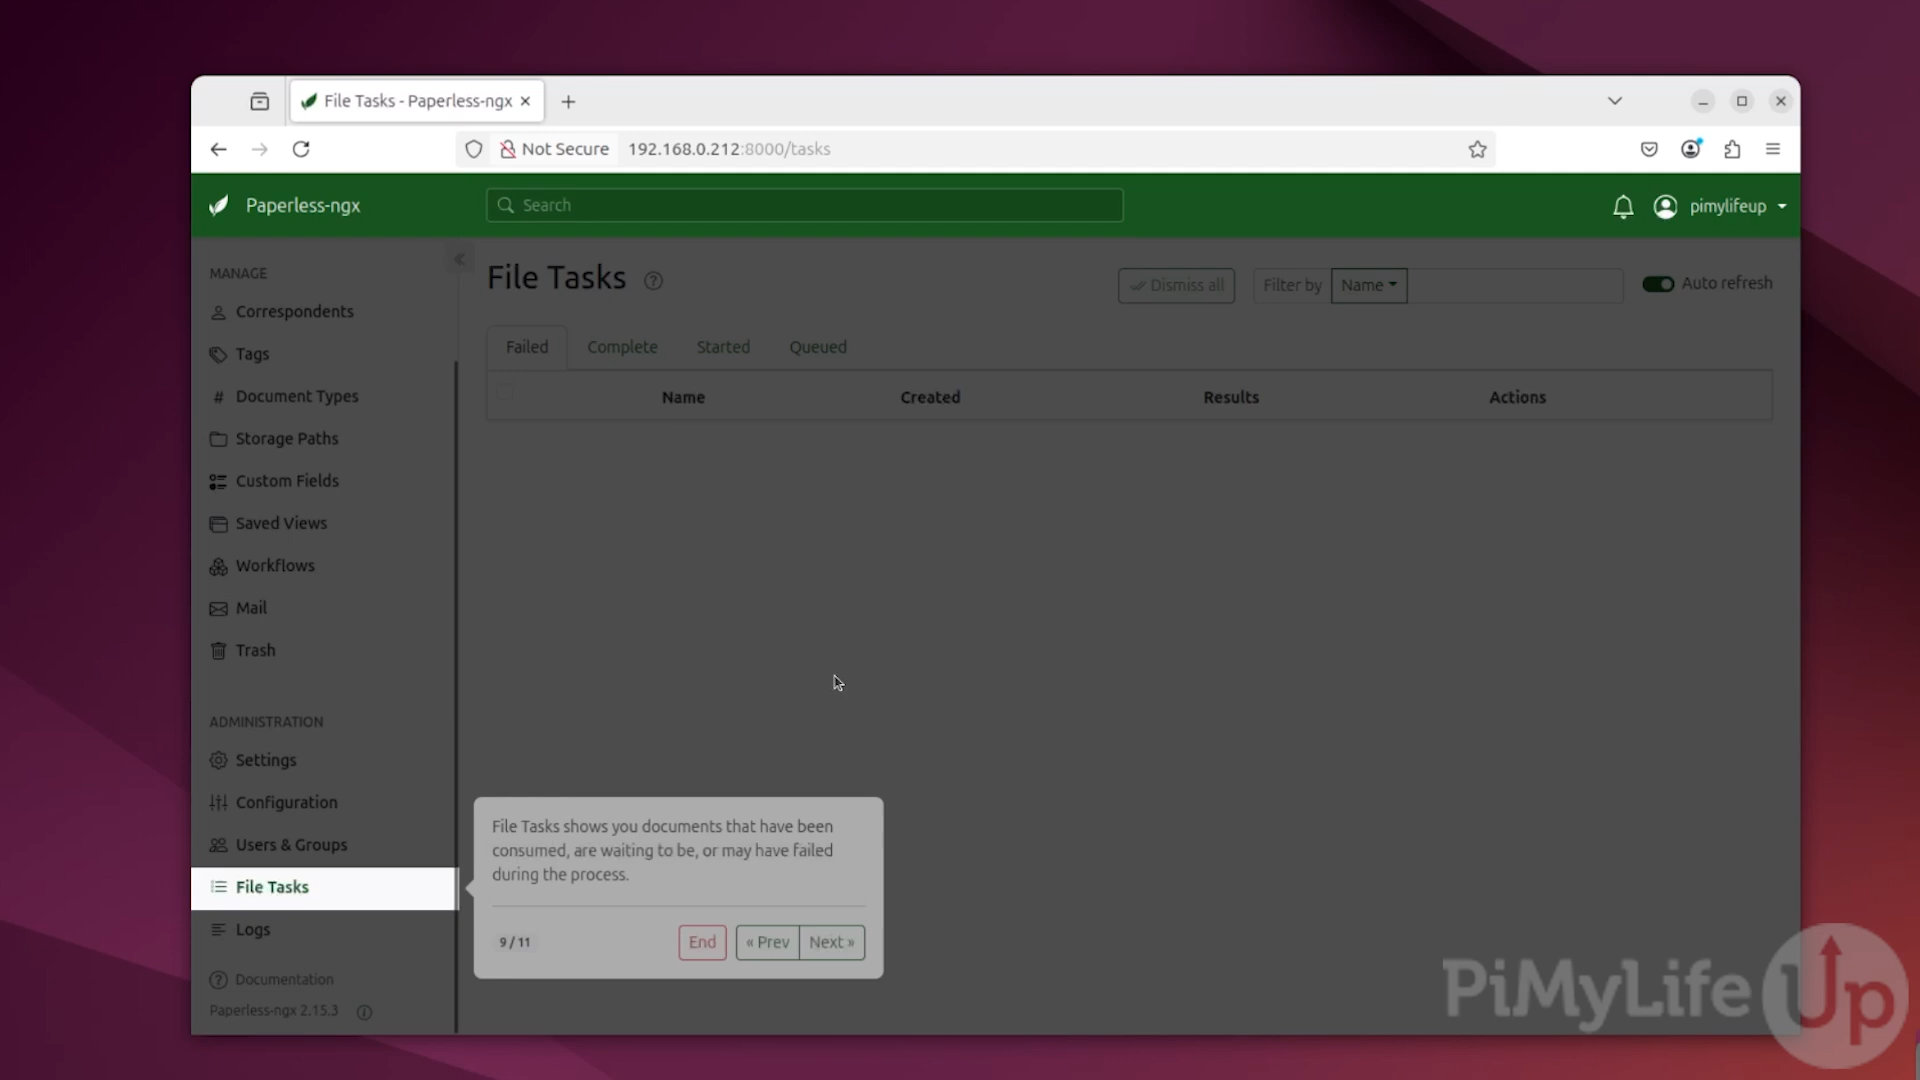 File Tasks - Paperless-ngx
Not Secure 192.168.0.212:8000/tasks
Paperless-ngx
Search
pimylifeup
MANAGE
Correspondents
Tags
Document Types
Storage Paths
Custom Fields
Saved Views
Workflows
Mail
Trash
ADMINISTRATION
Settings
Configuration
Users & Groups
File Tasks
Logs
Documentation
Paperless-ngx 2.15.3
File Tasks
Dismiss all
Filter by Name
Auto refresh
Failed Complete Started Queued
Name Created Results Actions
File Tasks shows you documents that have been
consumed, are waiting to be, or may have failed
during the process.
9 / 11 End « Prev Next »
PiMyLifeUp